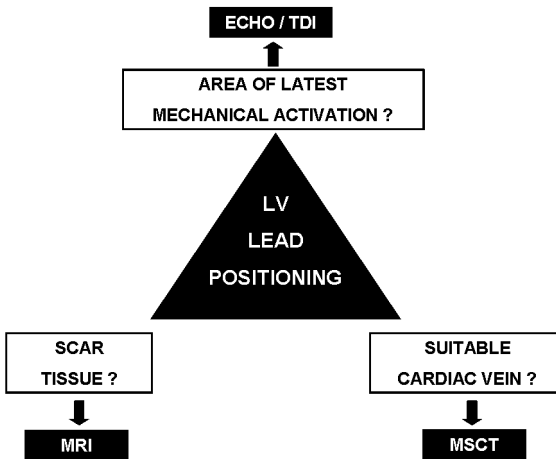 ECHO / TDI
AREA OF LATEST
MECHANICAL ACTIVATION ?
LV
LEAD
POSITIONING
SCAR
TISSUE ?
MRI
SUITABLE
CARDIAC VEIN ?
MSCT